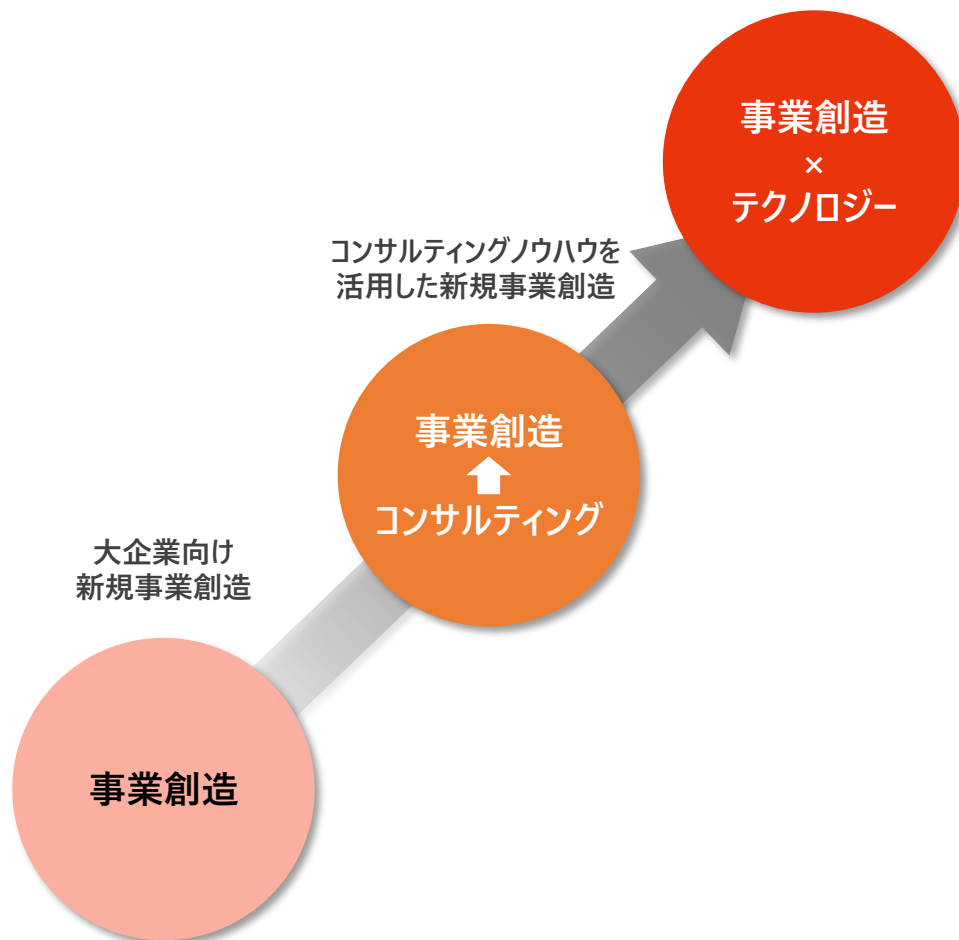 事業創造
×
テクノロジー
コンサルティングノウハウを
活用した新規事業創造
事業創造
コンサルティング
大企業向け
新規事業創造
事業創造